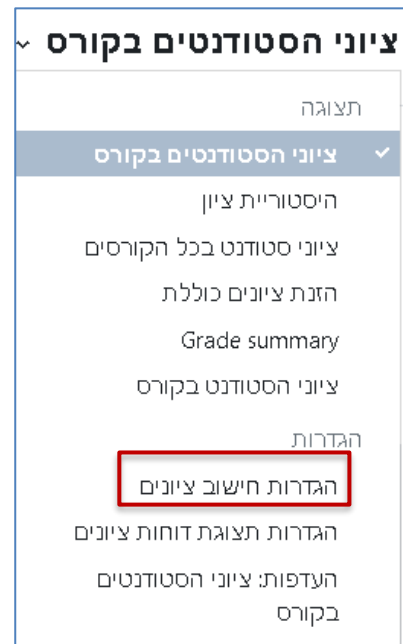 ציוני הסטודנטים בקורס
תצוגה
ציוני הסטודנטים בקורס
היסטוריית ציון
ציוני סטודנט בכל הקורסים
הזנת ציונים כוללת
Grade summary
ציוני הסטודנט בקורס
הגדרות
הגדרות חישוב ציונים
הגדרות תצוגת דוחות ציונים
העדפות: ציוני הסטודנטים
בקורס